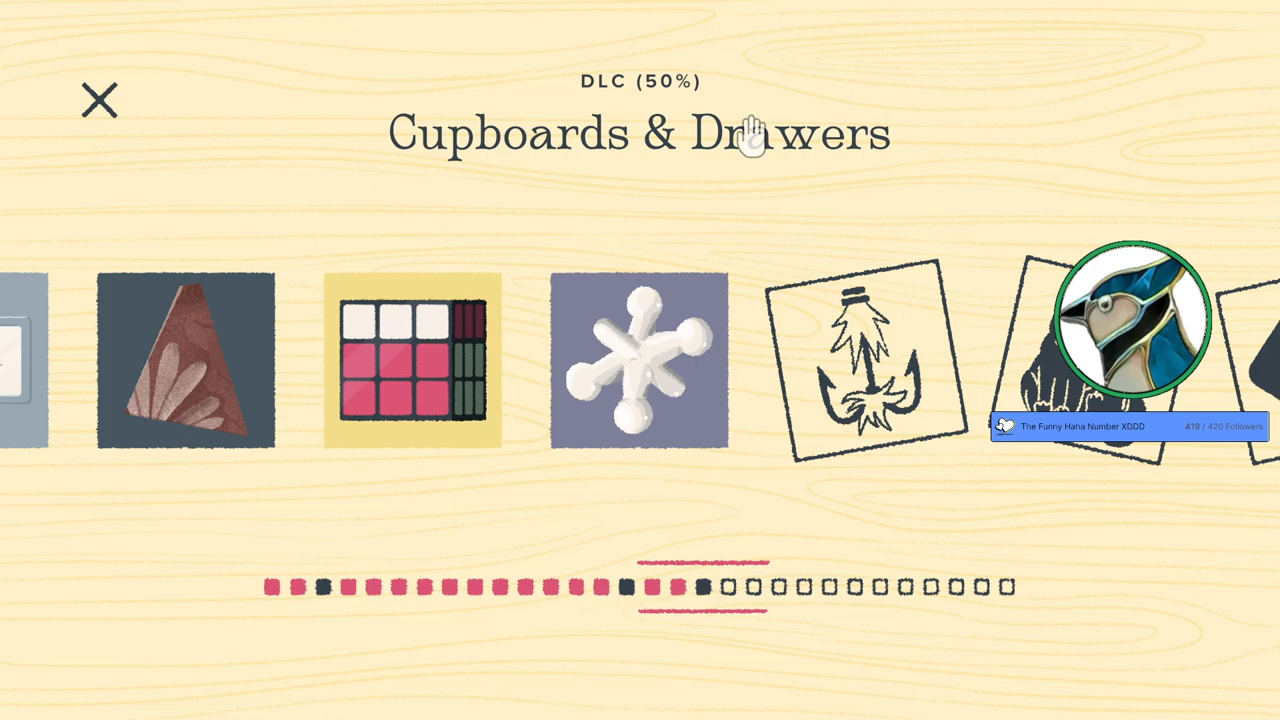 DLC (50%)
Cupboards & Drawers
The Funny Haha Number XDDD 419 / 420 Followers